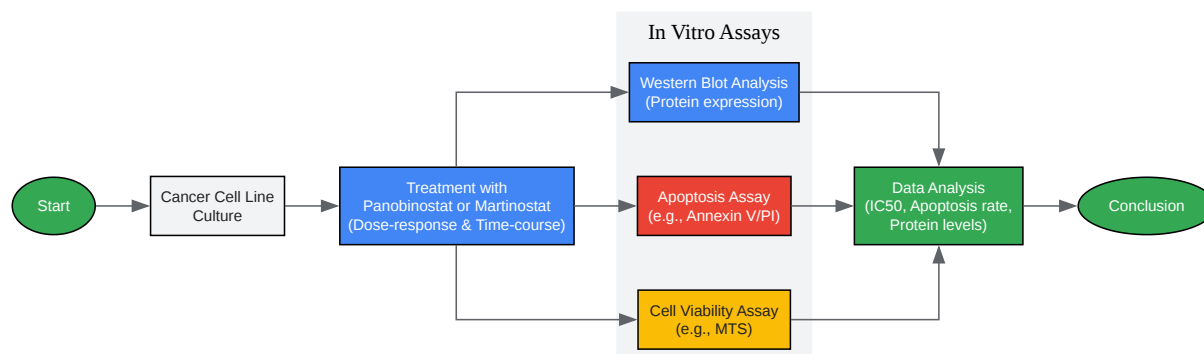 In Vitro Assays
Western Blot Analysis
(Protein expression)
Start
Cancer Cell Line
Culture
Treatment with
Panobinostat or Martinostat
(Dose-response & Time-course)
Apoptosis Assay
(e.g., Annexin V/PI)
Data Analysis
(IC50, Apoptosis rate,
Protein levels)
Conclusion
Cell Viability Assay
(e.g., MTS)